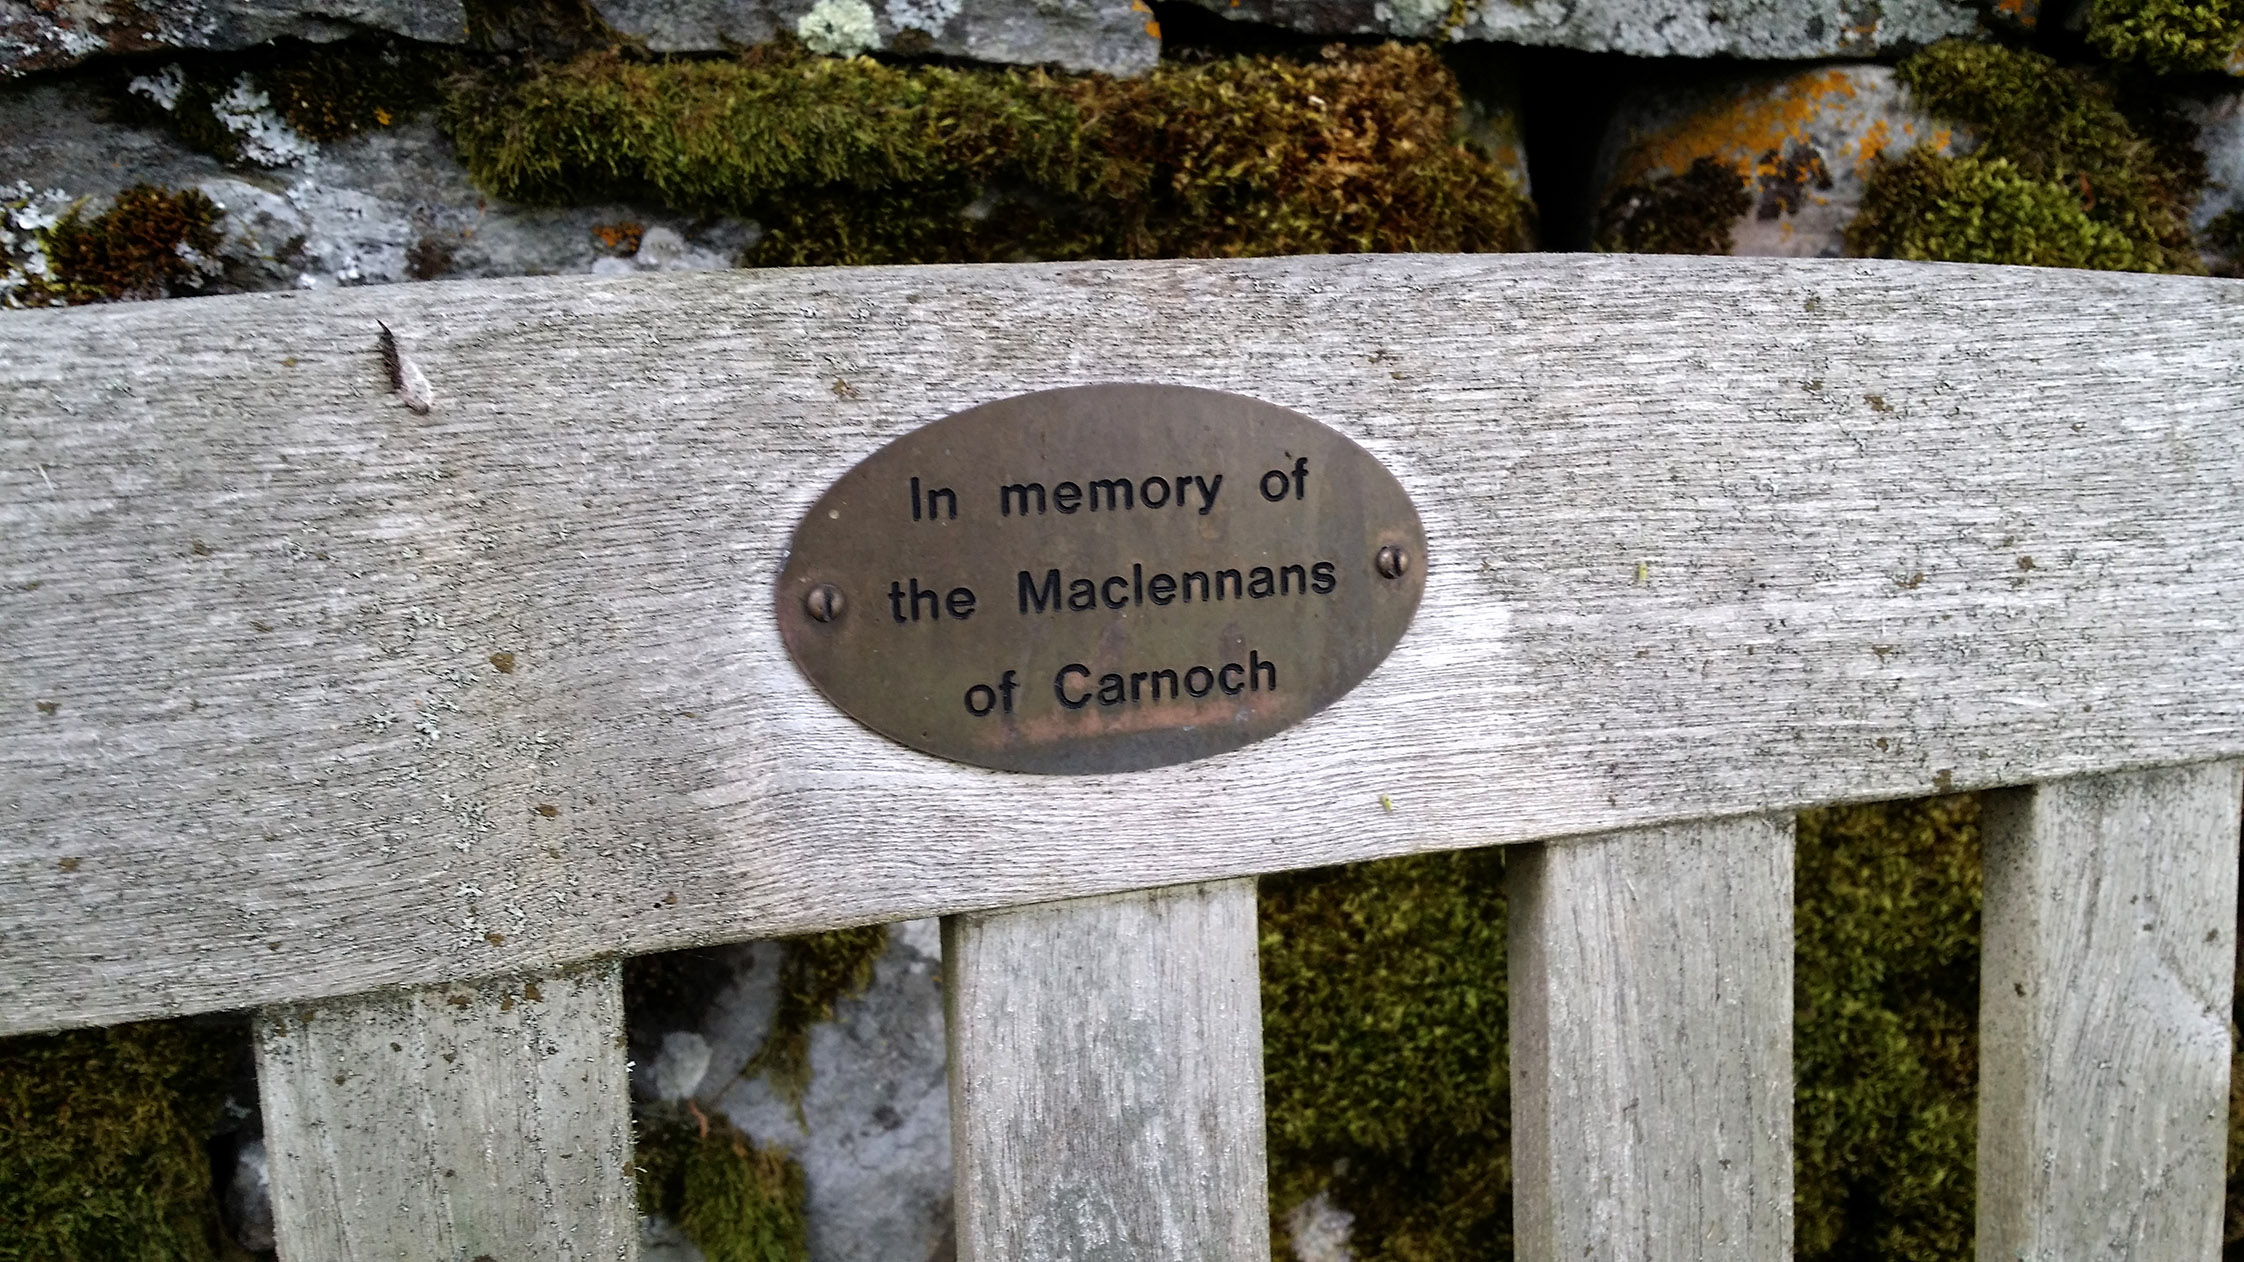 In memory of
the Maclennans
of Carnoch